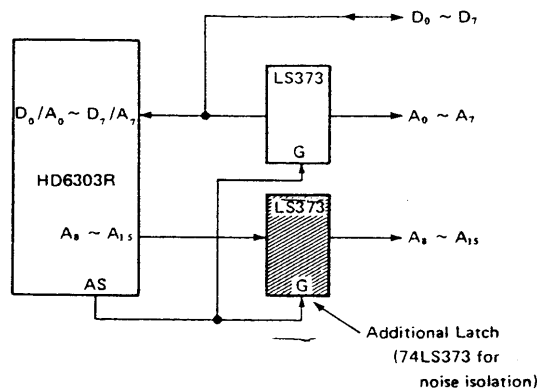 D₀ ~ D₇
LS373
D₀/A₀ ~ D₇/A₇
A₀ ~ A₇
G
HD6303R
LS373
A₈ ~ A₁₅
A₈ ~ A₁₅
AS
G
Additional Latch
(74LS373 for
noise isolation)